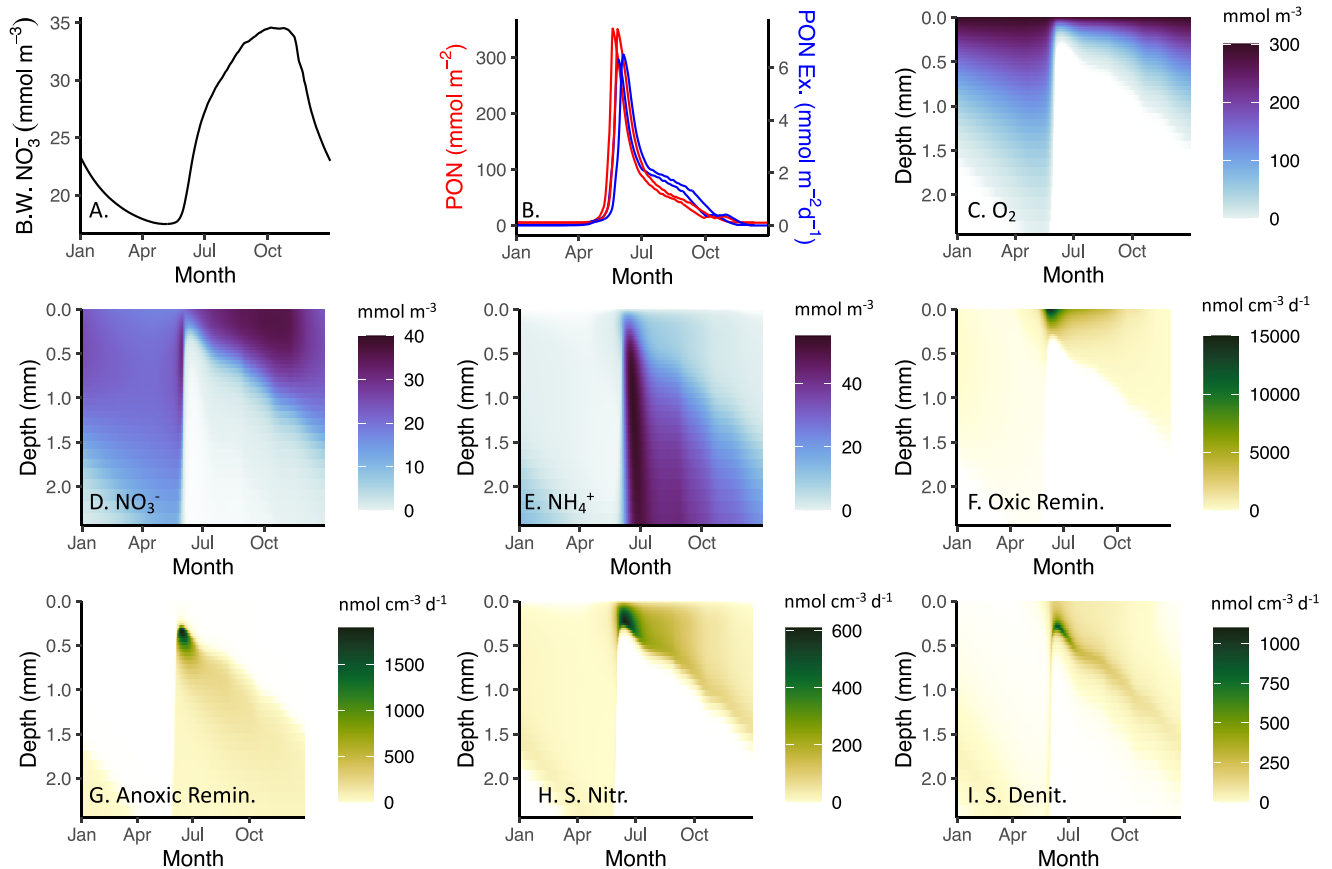 B.W. NO₃⁻ (mmol m⁻³)
35
30
25
20
A.
Jan Apr Jul Oct
Month
PON (mmol m⁻²)
300
200
100
0
B.
PON Ex. (mmol m⁻²d⁻¹)
6
4
2
0
Jan Apr Jul Oct
Month
Depth (mm)
0.0
0.5
1.0
1.5
2.0
C. O₂
Jan Apr Jul Oct
Month
mmol m⁻³
300
200
100
0
Depth (mm)
0.0
0.5
1.0
1.5
2.0
D. NO₃⁻
Jan Apr Jul Oct
Month
mmol m⁻³
40
30
20
10
0
Depth (mm)
0.0
0.5
1.0
1.5
2.0
E. NH₄⁺
Jan Apr Jul Oct
Month
mmol m⁻³
40
20
0
Depth (mm)
0.0
0.5
1.0
1.5
2.0
F. Oxic Remin.
Jan Apr Jul Oct
Month
nmol cm⁻³ d⁻¹
15000
10000
5000
0
Depth (mm)
0.0
0.5
1.0
1.5
2.0
G. Anoxic Remin.
Jan Apr Jul Oct
Month
nmol cm⁻³ d⁻¹
1500
1000
500
0
Depth (mm)
0.0
0.5
1.0
1.5
2.0
H. S. Nitr.
Jan Apr Jul Oct
Month
nmol cm⁻³ d⁻¹
600
400
200
0
Depth (mm)
0.0
0.5
1.0
1.5
2.0
I. S. Denit.
Jan Apr Jul Oct
Month
nmol cm⁻³ d⁻¹
1000
750
500
250
0